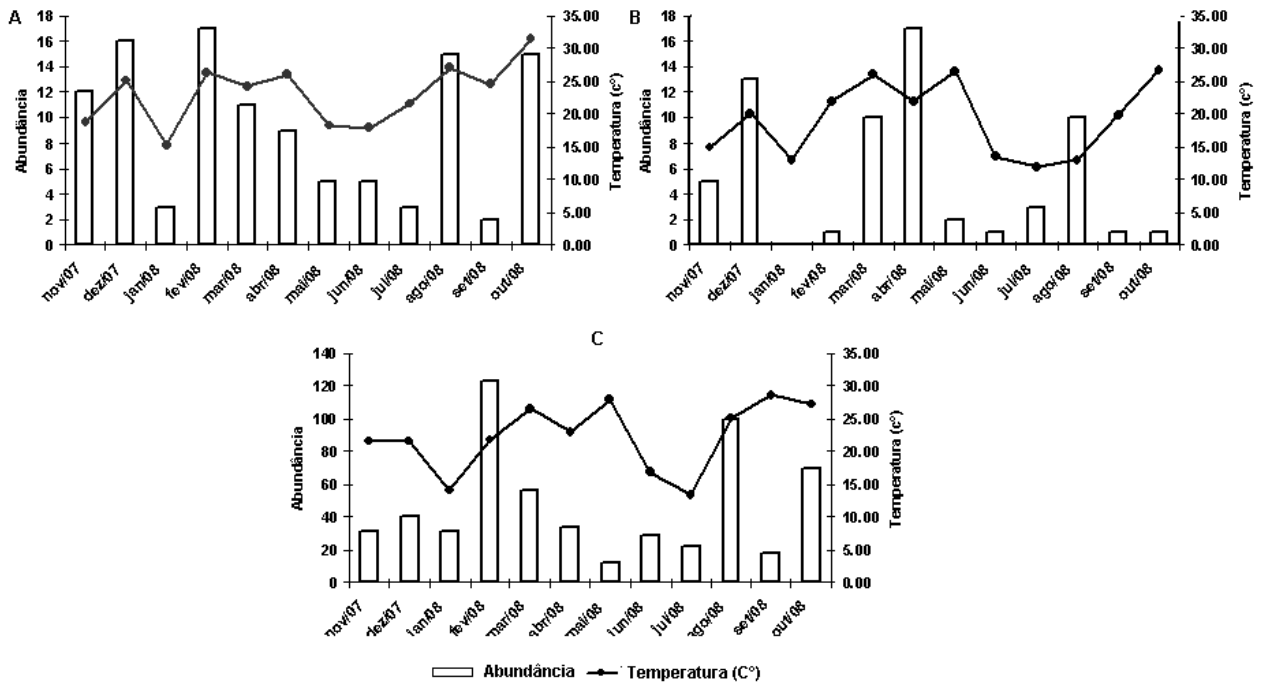 A
18
16
14
12
10
8
6
4
2
0
Abundância
35.00
30.00
25.00
20.00
15.00
10.00
5.00
0.00
Temperatura (c°)
nov/07
dez/07
jan/08
fev/08
mar/08
abr/08
mai/08
jun/08
jul/08
ago/08
set/08
out/08
B
18
16
14
12
10
8
6
4
2
0
Abundância
35.00
30.00
25.00
20.00
15.00
10.00
5.00
0.00
Temperatura (c°)
nov/07
dez/07
jan/08
fev/08
mar/08
abr/08
mai/08
jun/08
jul/08
ago/08
set/08
out/08
C
140
120
100
80
60
40
20
0
Abundância
35.00
30.00
25.00
20.00
15.00
10.00
5.00
0.00
Temperatura (c°)
nov/07
dez/07
jan/08
fev/08
mar/08
abr/08
mai/08
jun/08
jul/08
ago/08
set/08
out/08
Abundância Temperatura (C°)